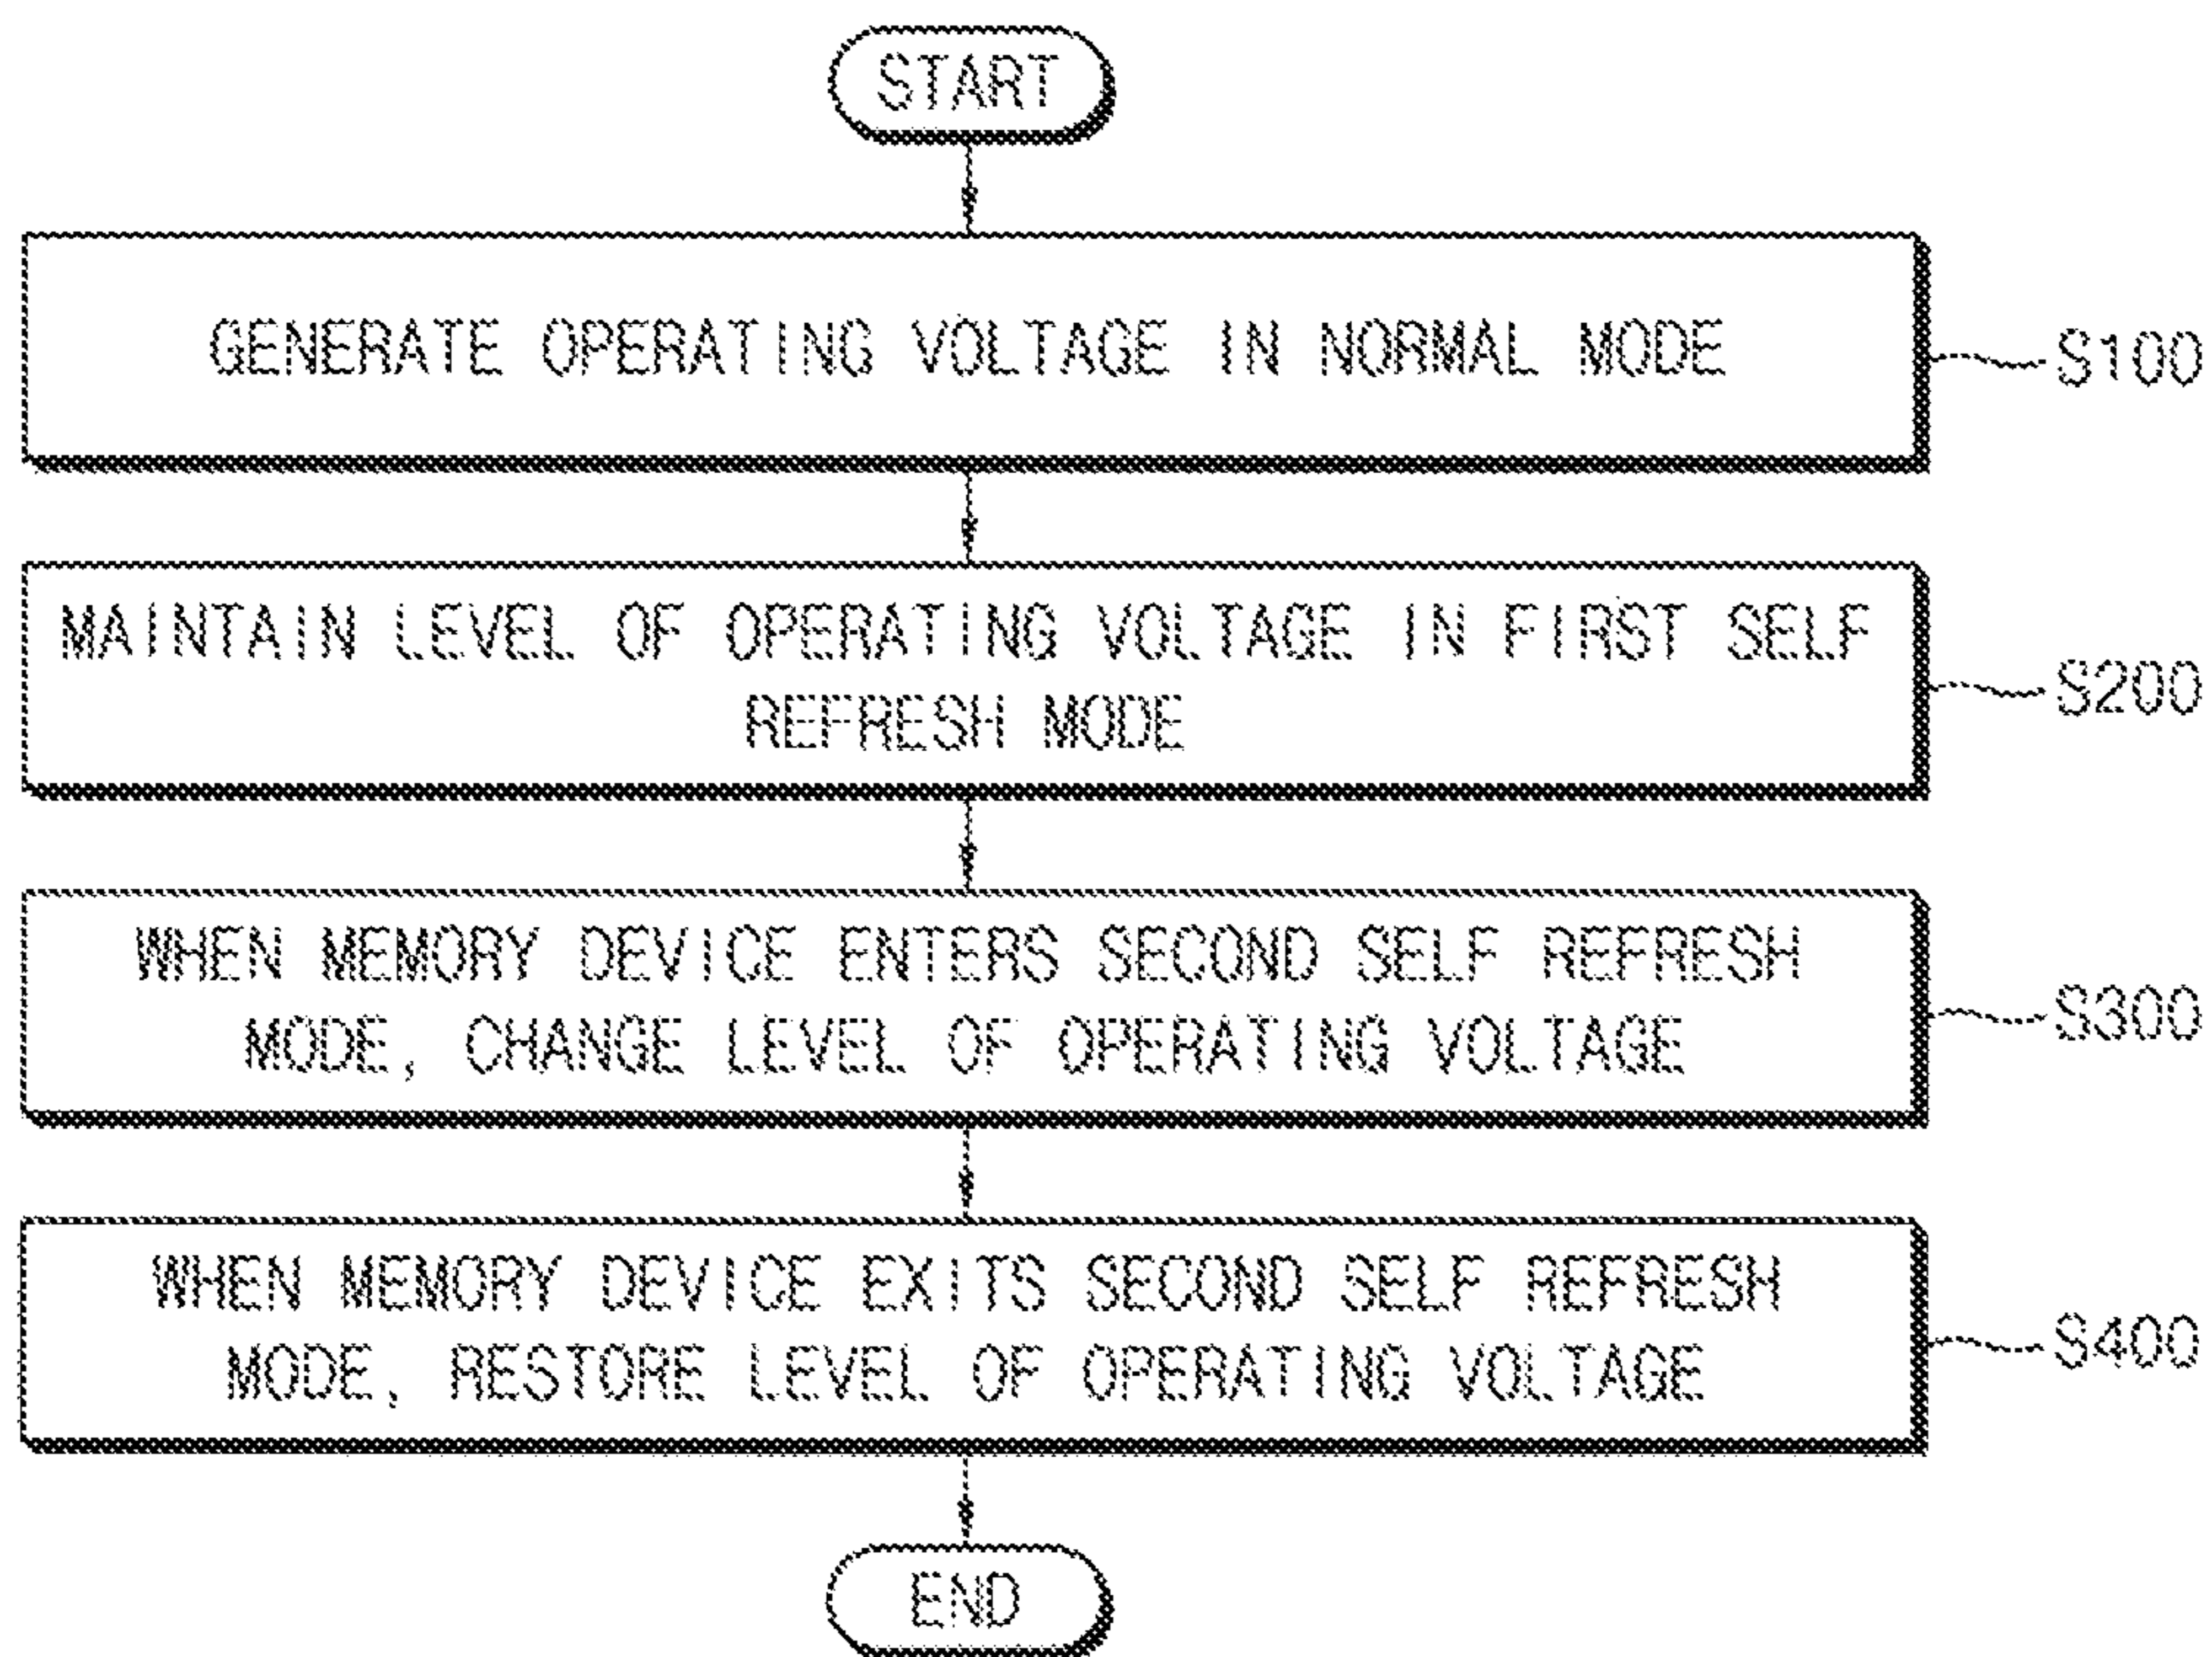 START
GENERATE OPERATING VOLTAGE IN NORMAL MODE
S100
MAINTAIN LEVEL OF OPERATING VOLTAGE IN FIRST SELF
REFRESH MODE
S200
WHEN MEMORY DEVICE ENTERS SECOND SELF REFRESH
MODE, CHANGE LEVEL OF OPERATING VOLTAGE
S300
WHEN MEMORY DEVICE EXITS SECOND SELF REFRESH
MODE, RESTORE LEVEL OF OPERATING VOLTAGE
S400
END